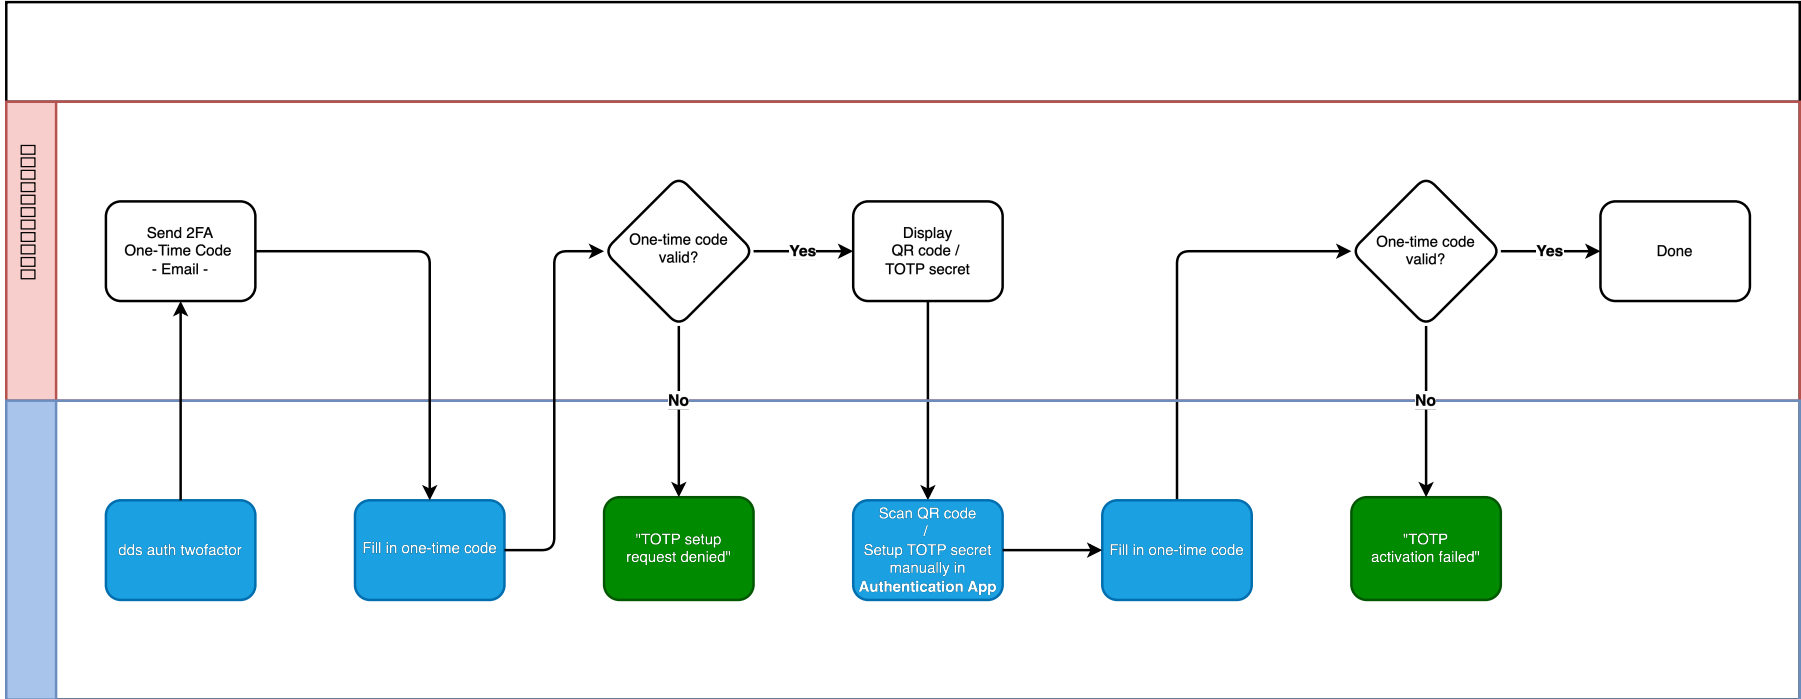 Send 2FA
One-Time Code
- Email -
One-time code
valid?
Yes
Display
QR code /
TOTP secret
One-time code
valid?
Yes
Done
No
No
dds auth twofactor
Fill in one-time code
"TOTP setup
request denied"
Scan QR code
/
Setup TOTP secret
manually in
Authentication App
Fill in one-time code
"TOTP
activation failed"